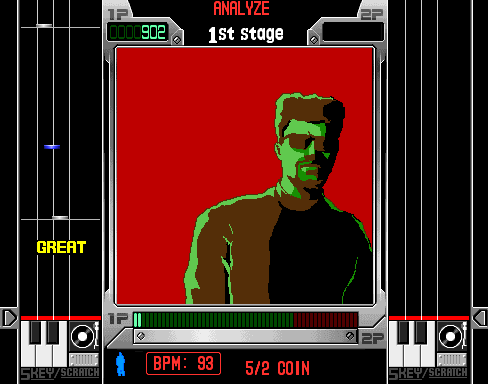 1P
ANALYZE
2P
0000902
1st stage
GREAT
1P
2P
5KEY/SCRATCH
5KEY/SCRATCH
BPM: 93
5/2 COIN